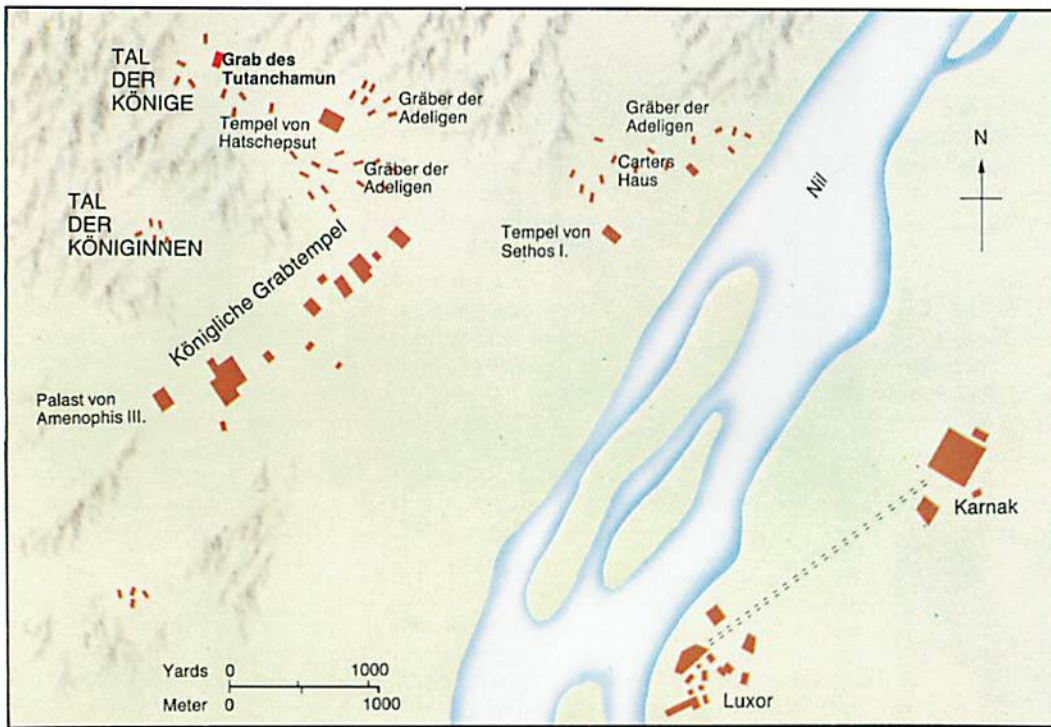 TAL
DER
KÖNIGE
Grab des
Tutanchamun
Gräber der
Adeligen
Tempel von
Hatschepsut
Gräber der
Adeligen
Gräber der
Adeligen
Carters
Haus
N
Nil
TAL
DER
KÖNIGINNEN
Tempel von
Sethos I.
Königliche Grabtempel
Palast von
Amenophis III.
Karnak
Luxor
Yards 0 1000
Meter 0 1000